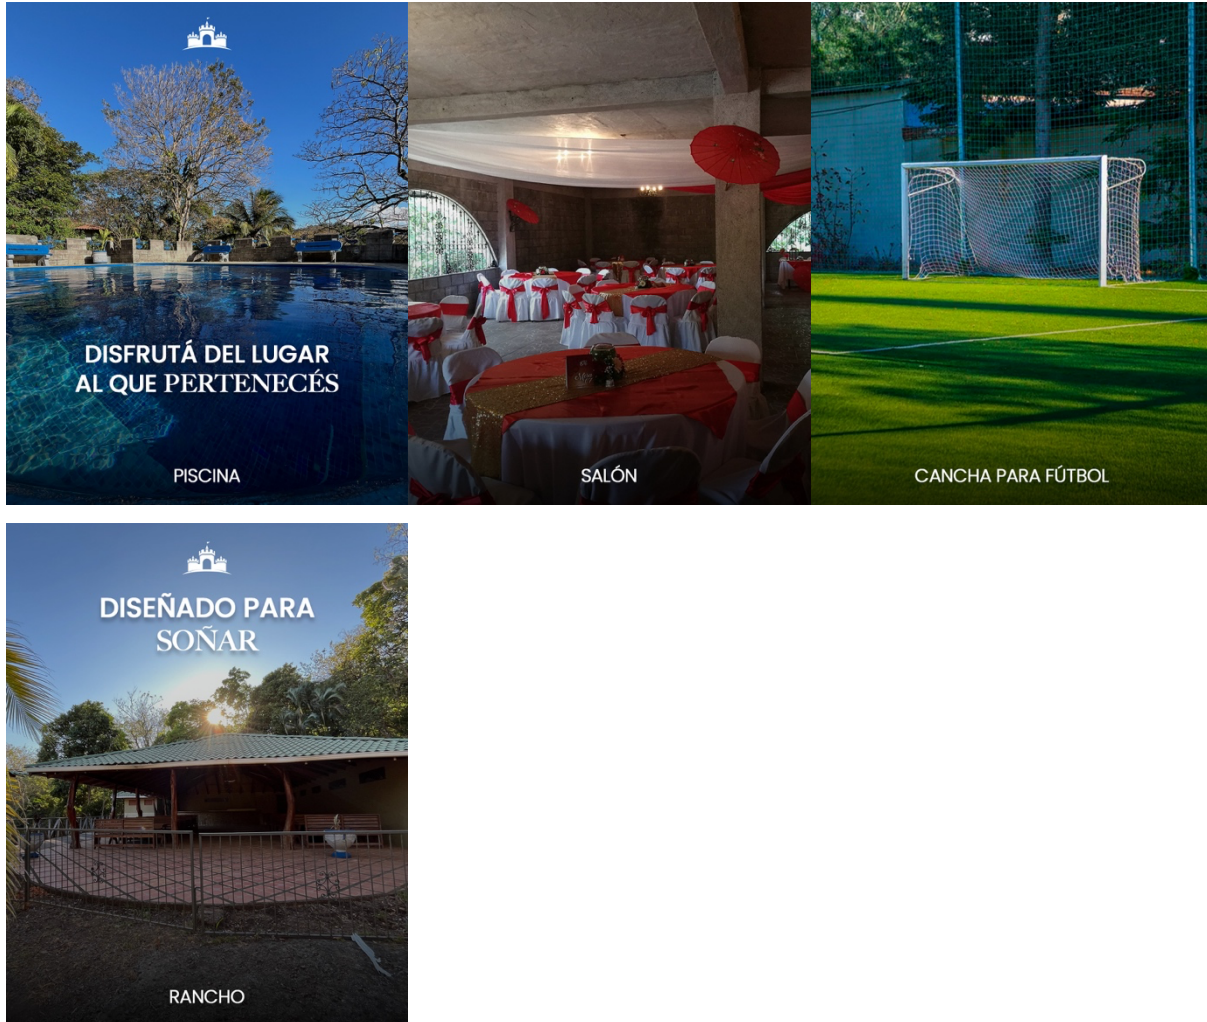 DISFRUTÁ DEL LUGAR
AL QUE PERTENECÉS
PISCINA
SALÓN
CANCHA PARA FÚTBOL
DISEÑADO PARA
SOÑAR
RANCHO